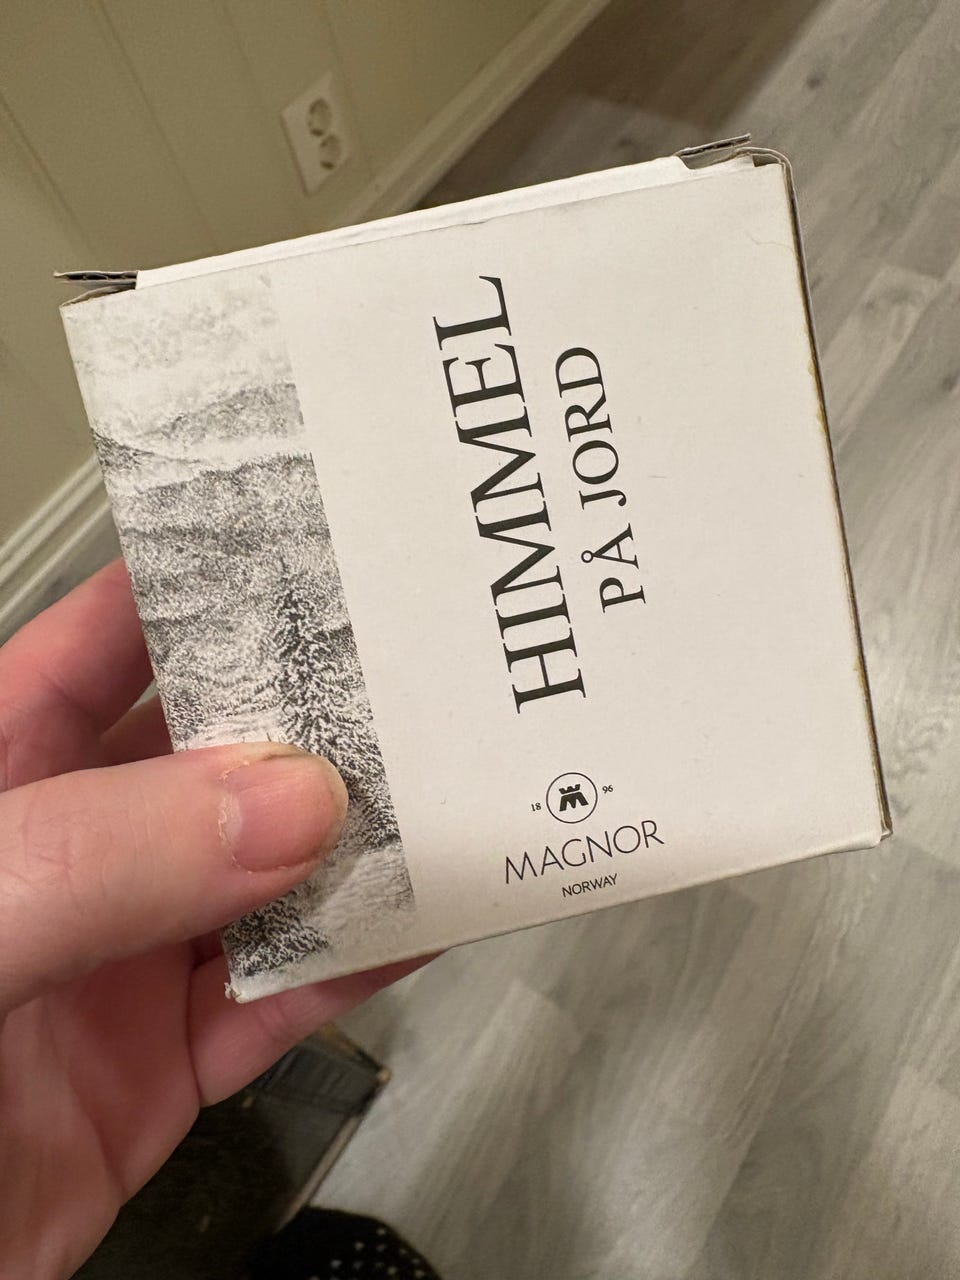 HIMMEL
PÅ JORD
18 M 96
MAGNOR
NORWAY